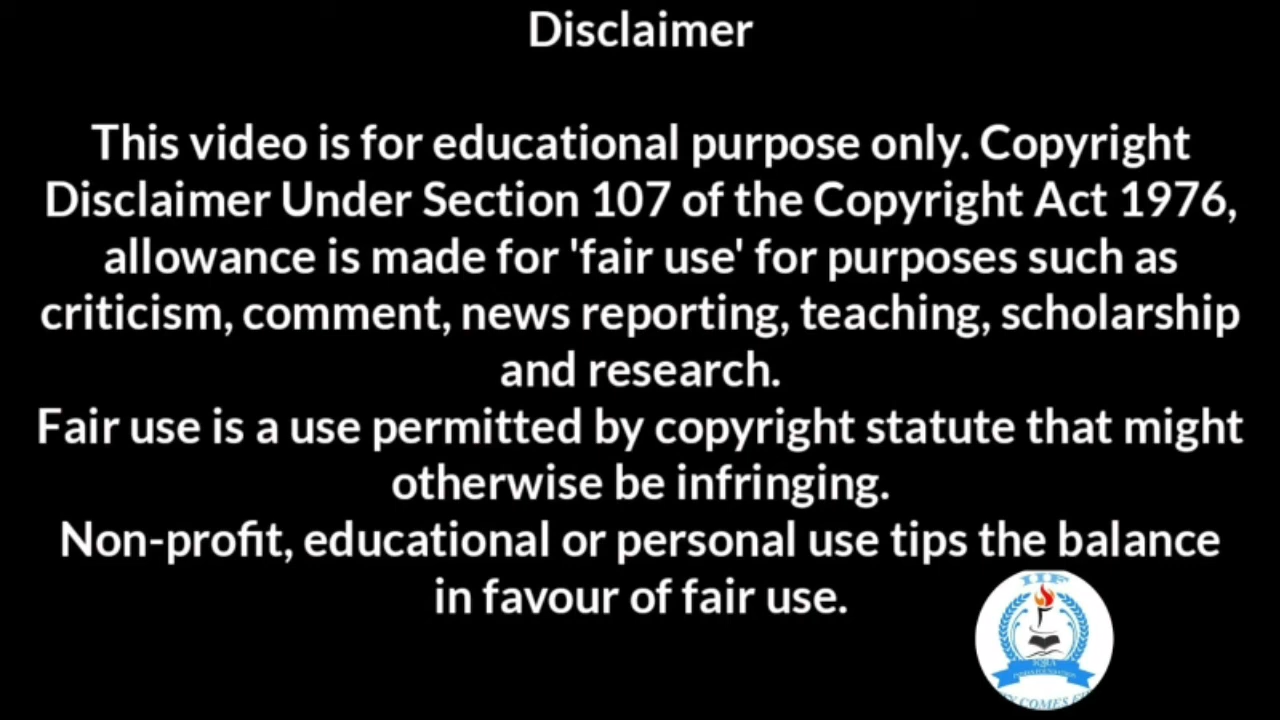 Disclaimer
This video is for educational purpose only. Copyright
Disclaimer Under Section 107 of the Copyright Act 1976,
allowance is made for 'fair use' for purposes such as
criticism, comment, news reporting, teaching, scholarship
and research.
Fair use is a use permitted by copyright statute that might
otherwise be infringing.
Non-profit, educational or personal use tips the balance
in favour of fair use.
IIF
IQRA
COMES